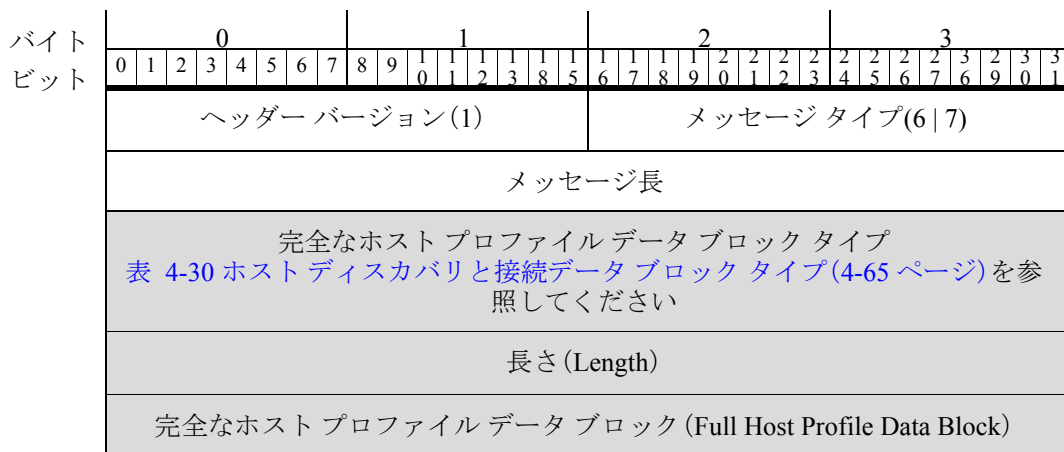 バイト 0 1 2 3
ビット 0 1 2 3 4 5 6 7 8 9 10 11 12 13 18 15 16 17 18 19 20 21 22 23 24 25 26 27 36 29 30 31
ヘッダー バージョン(1) メッセージ タイプ(6 | 7)
メッセージ長
完全なホスト プロファイル データ ブロック タイプ
表 4-30 ホスト ディスカバリと接続データ ブロック タイプ(4-65 ページ)を参
照してください
長さ(Length)
完全なホスト プロファイル データ ブロック(Full Host Profile Data Block)